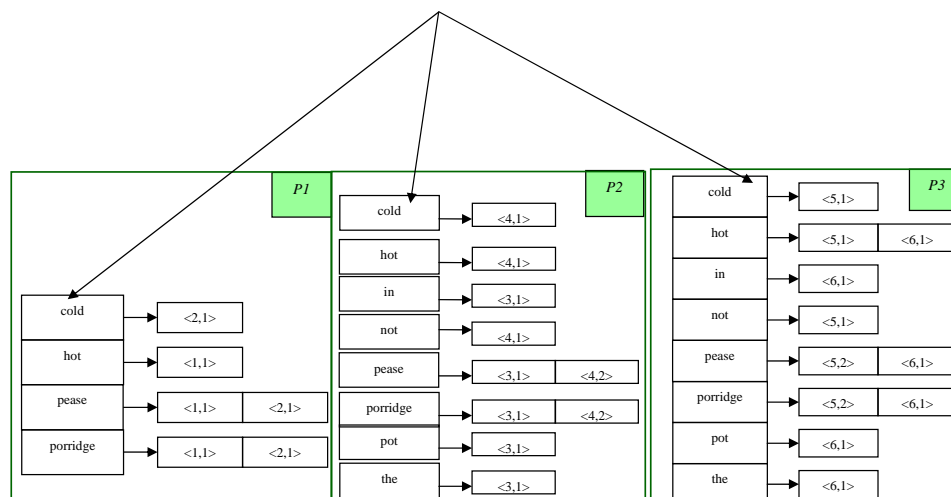 P1
cold <2,1>
hot <1,1>
pease <1,1> <2,1>
porridge <1,1> <2,1>
P2
cold <4,1>
hot <4,1>
in <3,1>
not <4,1>
pease <3,1> <4,2>
porridge <3,1> <4,2>
pot <3,1>
the <3,1>
P3
cold <5,1>
hot <5,1> <6,1>
in <6,1>
not <5,1>
pease <5,2> <6,1>
porridge <5,2> <6,1>
pot <6,1>
the <6,1>